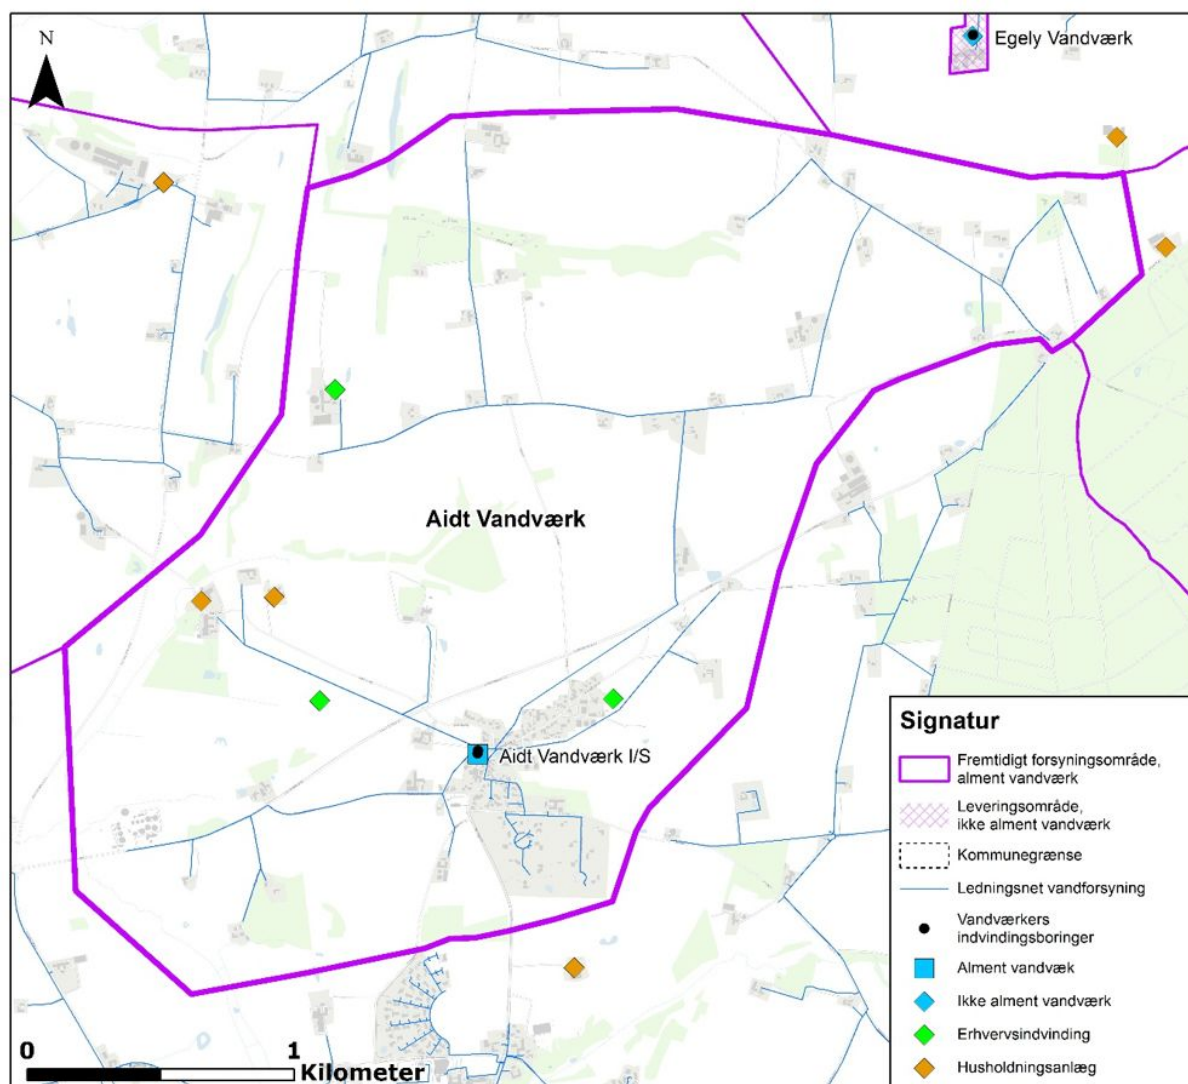 N
Egely Vandværk
Aidt Vandværk
Aidt Vandværk I/S
Signatur
Fremtidigt forsyningsområde,
alment vandværk
Leveringsområde,
ikke alment vandværk
Kommunegrænse
Ledningsnet vandforsyning
Vandværkers
indvindingsboringer
Alment vandvæk
Ikke alment vandværk
Erhvervsindvinding
Husholdningsanlæg
0 1
Kilometer